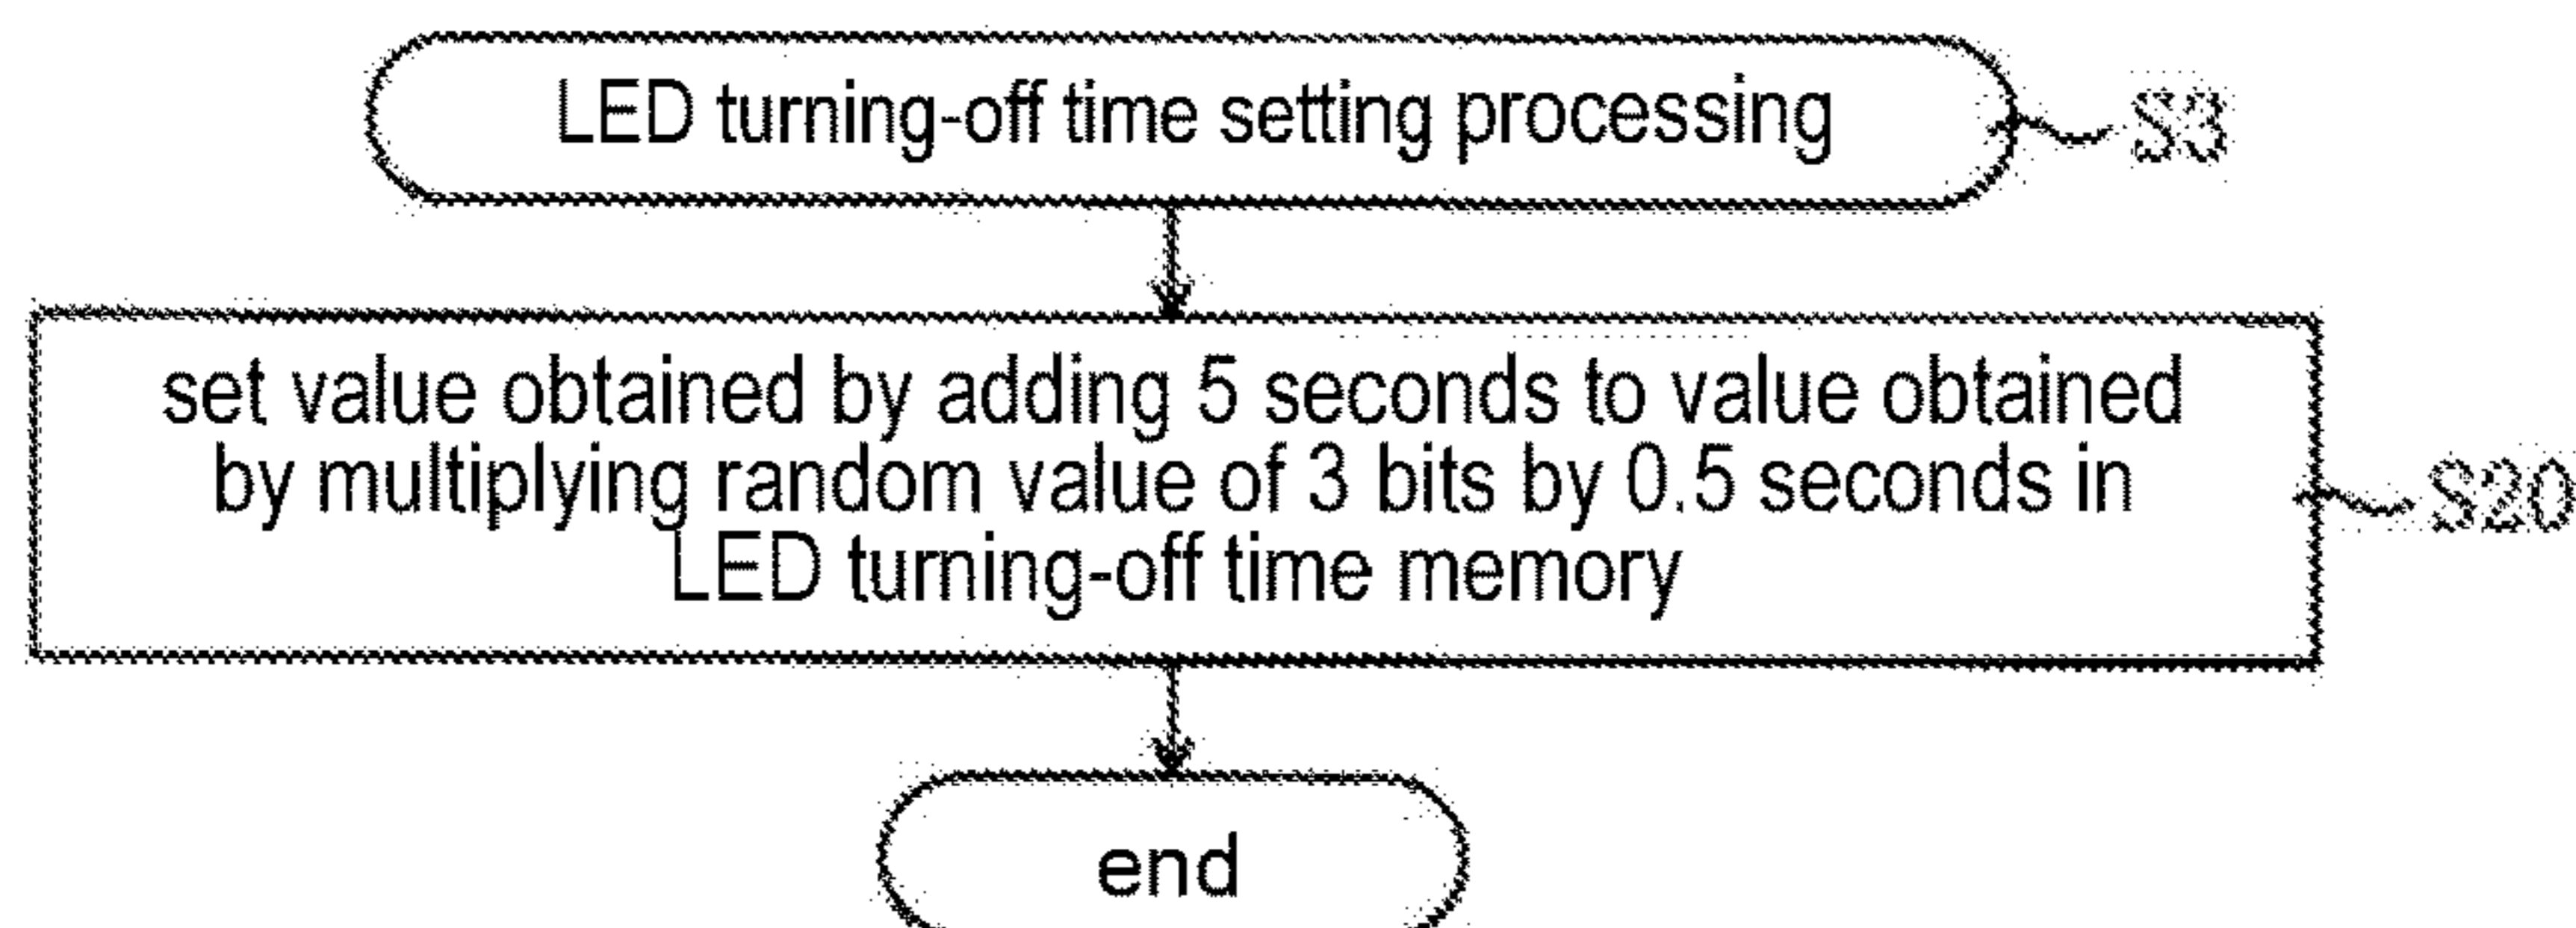 LED turning-off time setting processing
S3
set value obtained by adding 5 seconds to value obtained
by multiplying random value of 3 bits by 0.5 seconds in
S20
LED turning-off time memory
end